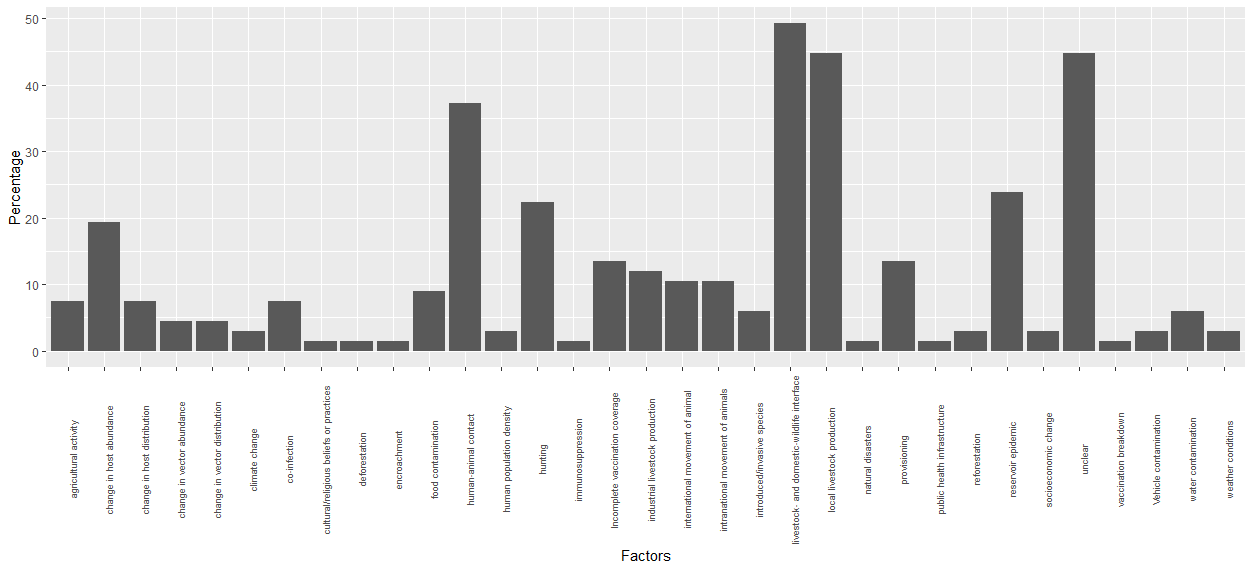 50
40
30
20
10
0
Percentage
agricultural activity
change in host abundance
change in host distribution
change in vector abundance
change in vector distribution
climate change
co-infection
cultural/religious beliefs or practices
deforestation
encroachment
food contamination
human-animal contact
human population density
hunting
immunosuppression
Incomplete vaccination coverage
industrial livestock production
international movement of animal
intranational movement of animals
introduced/invasive species
livestock- and domestic-wildlife interface
local livestock production
natural disasters
provisioning
public health infrastructure
reforestation
reservoir epidemic
socioeconomic change
unclear
vaccination breakdown
Vehicle contamination
water contamination
weather conditions
Factors